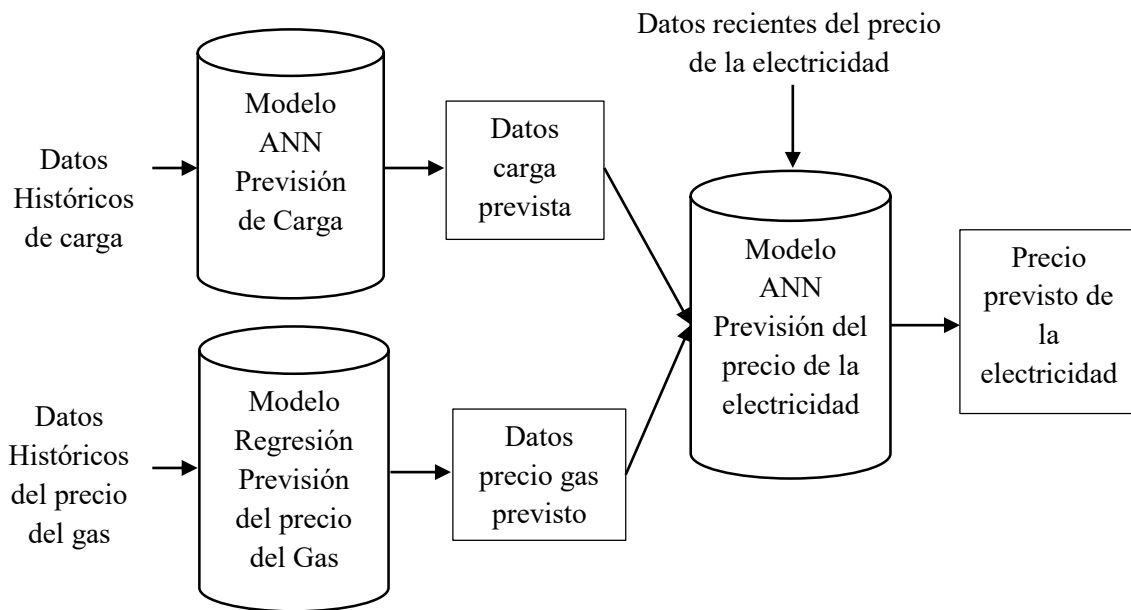 Datos recientes del precio
de la electricidad
Datos
Históricos
de carga
Modelo
ANN
Previsión
de Carga
Datos
carga
prevista
Datos
Históricos
del precio
del gas
Modelo
Regresión
Previsión
del precio
del Gas
Datos
precio gas
previsto
Modelo
ANN
Previsión del
precio de la
electricidad
Precio
previsto de
la
electricidad